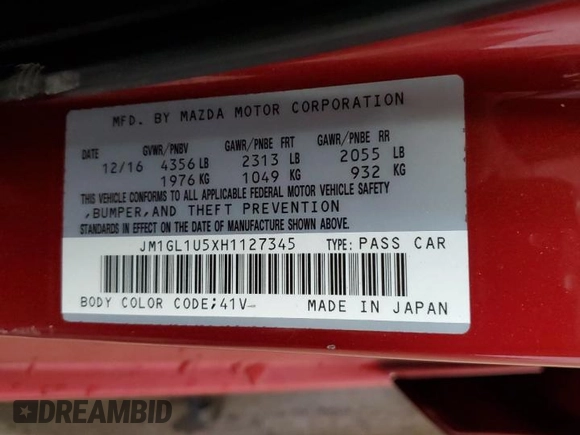 MFD. BY MAZDA MOTOR CORPORATION
DATE GVWR/PNBV GAWR/PNBE FRT GAWR/PNBE RR
12/16 4356 LB 2313 LB 2055 LB
1976 KG 1049 KG 932 KG
THIS VEHICLE CONFORMS TO ALL APPLICABLE FEDERAL MOTOR VEHICLE SAFETY
,BUMPER,AND THEFT PREVENTION
STANDARDS IN EFFECT ON THE DATE OF MANUFACTURE SHOWN ABOVE.
JM1GL1U5XH1127345 TYPE: PASS CAR
BODY COLOR CODE;41V MADE IN JAPAN
DREAMBID